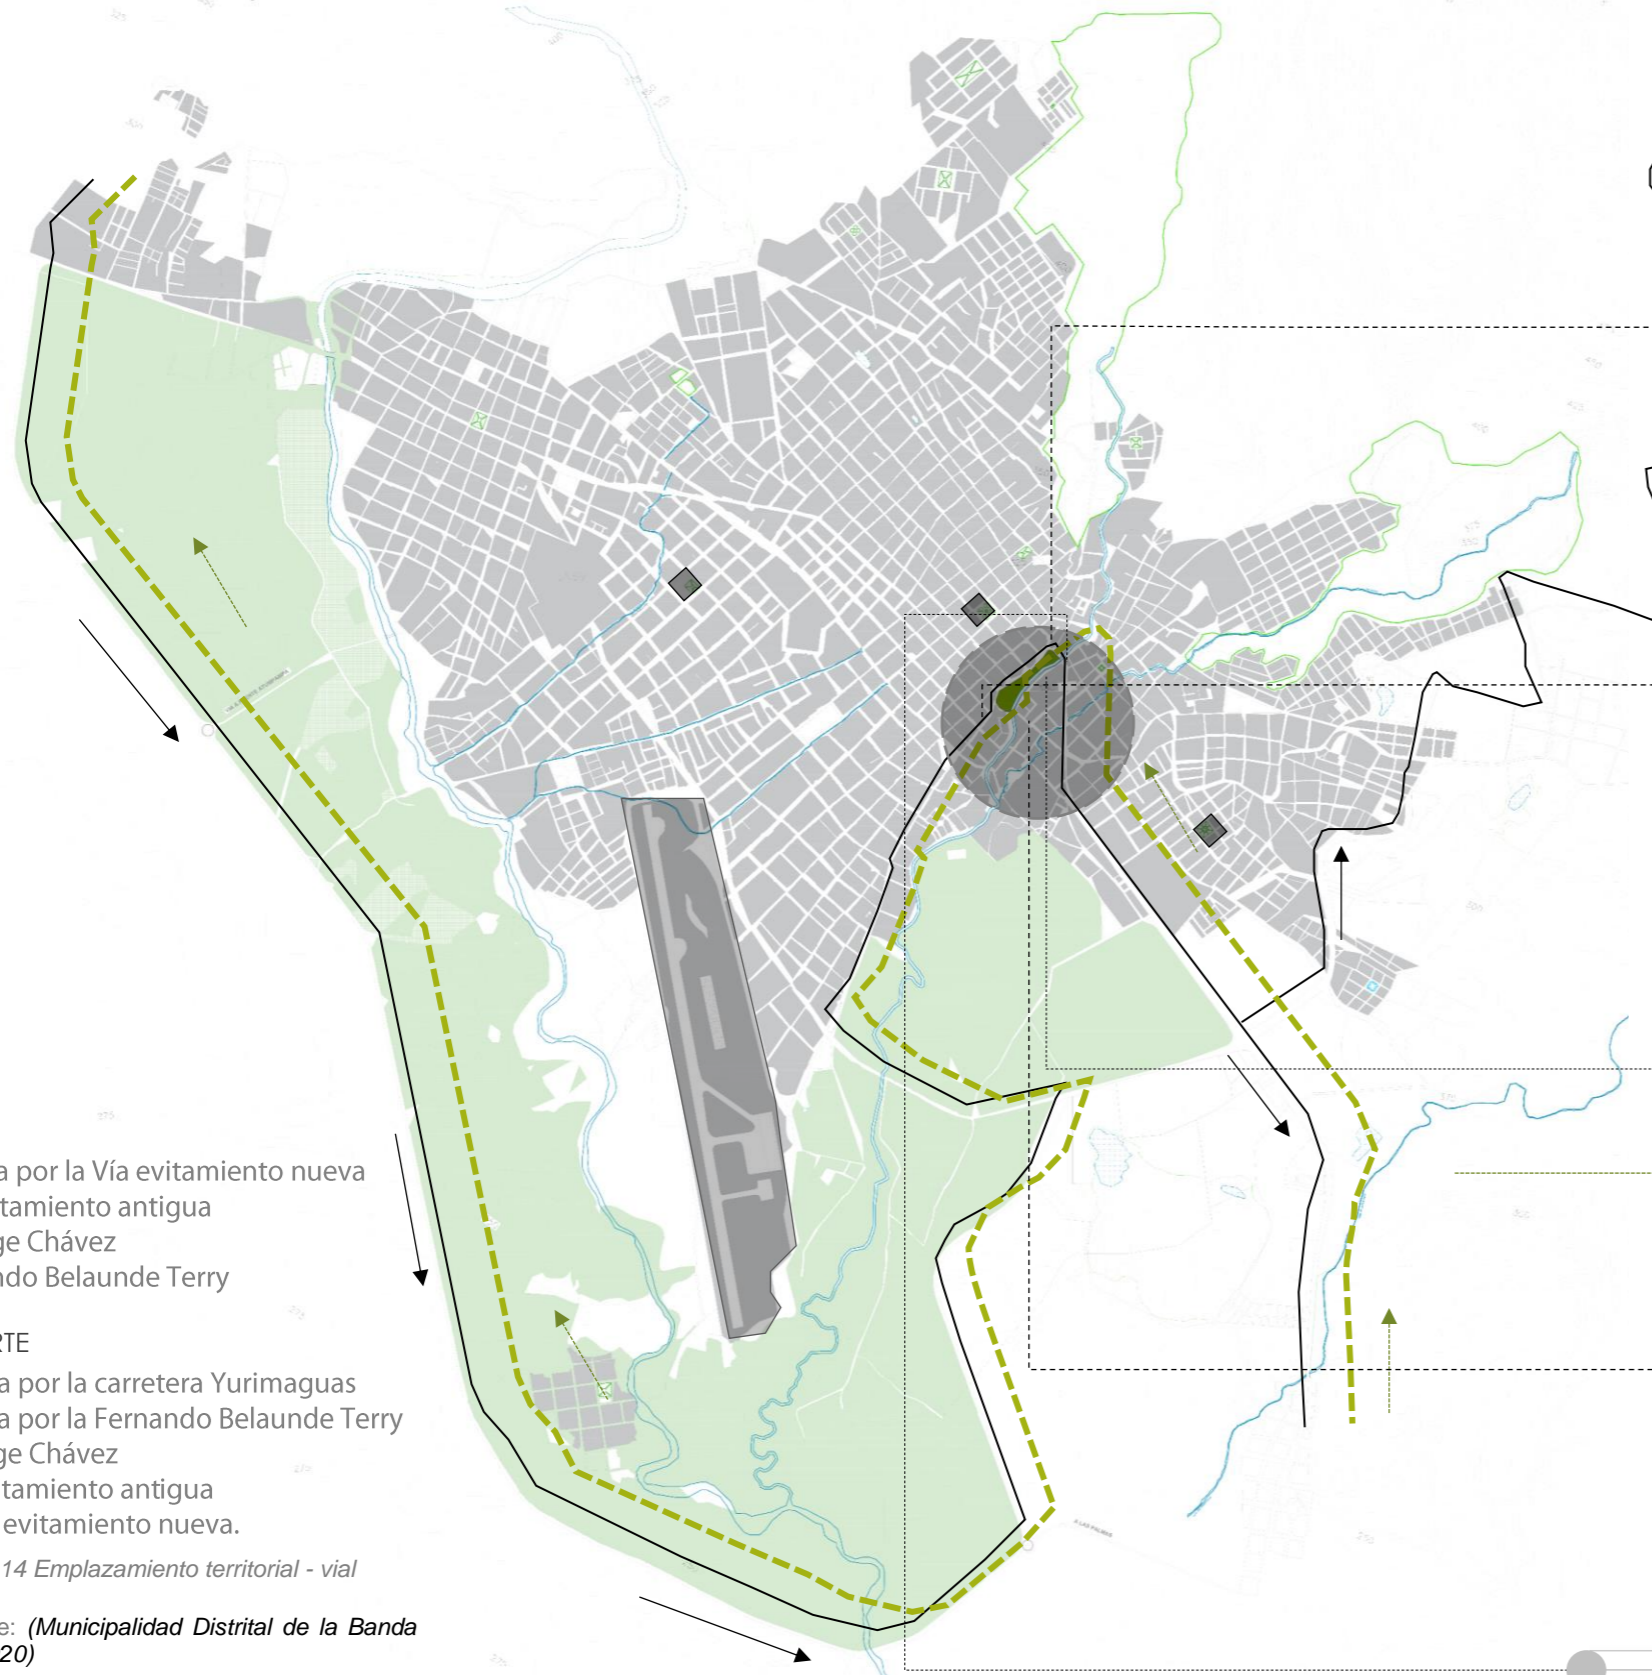 a por la Vía evitamiento nueva
tamiento antigua
ge Chávez
ndo Belaunde Terry
RTE
a por la carretera Yurimaguas
a por la Fernando Belaunde Terry
ge Chávez
tamiento antigua
evitamiento nueva.
14 Emplazamiento territorial - vial
e: (Municipalidad Distrital de la Banda
20)
A LAS PALMAS